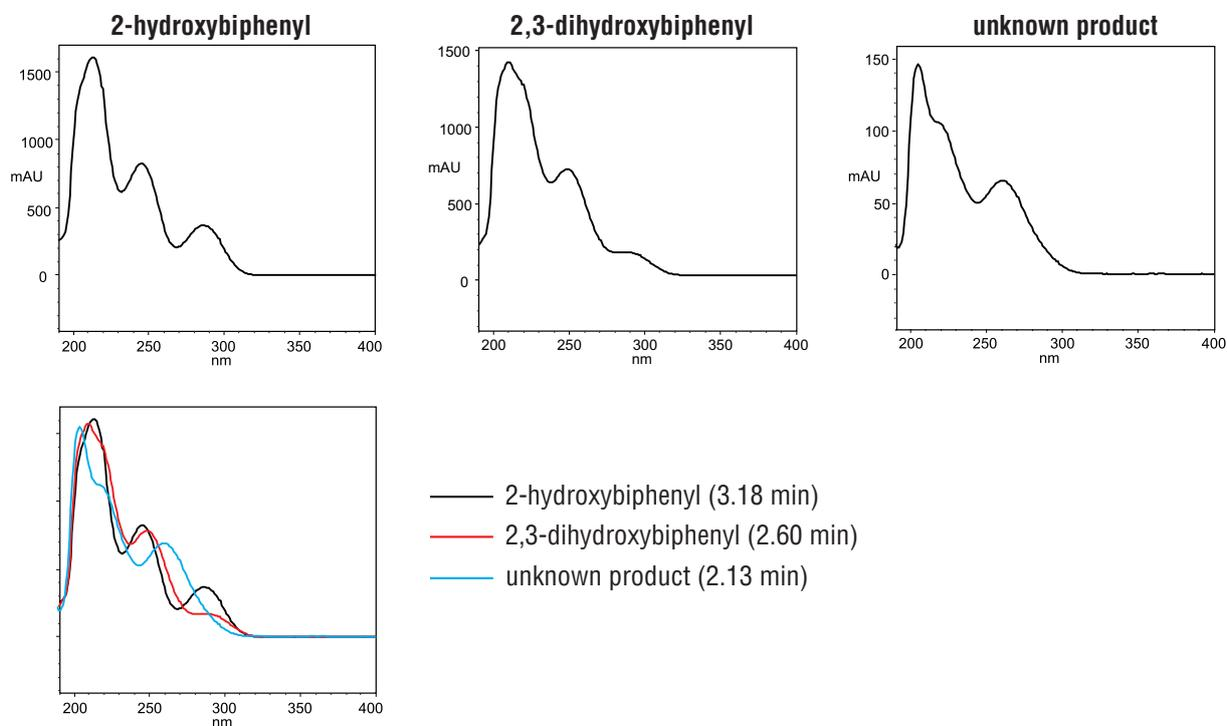 2-hydroxybiphenyl
1500
1000
mAU
500
0
200 250 300 350 400
nm
2,3-dihydroxybiphenyl
1500
1000
mAU
500
0
200 250 300 350 400
nm
unknown product
150
100
mAU
50
0
200 250 300 350 400
nm
200 250 300 350 400
nm
2-hydroxybiphenyl (3.18 min)
2,3-dihydroxybiphenyl (2.60 min)
unknown product (2.13 min)